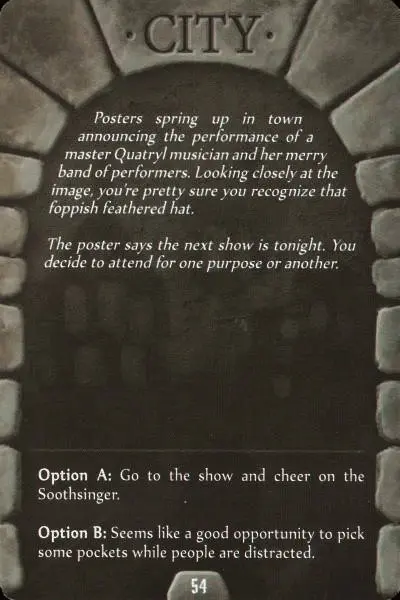 ·CITY·
Posters spring up in town
announcing the performance of a
master Quatryl musician and her merry
band of performers. Looking closely at the
image, you're pretty sure you recognize that
foppish feathered hat.
The poster says the next show is tonight. You
decide to attend for one purpose or another.
Option A: Go to the show and cheer on the
Soothsinger.
Option B: Seems like a good opportunity to pick
some pockets while people are distracted.
54